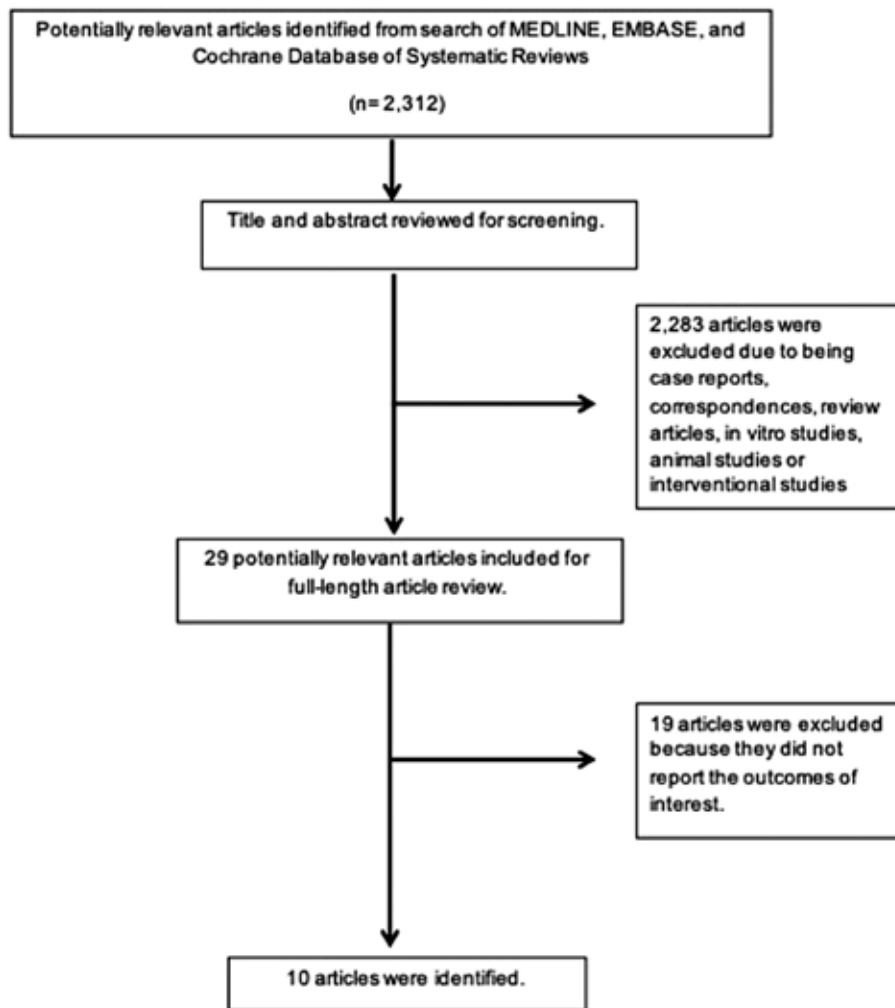 Potentially relevant articles identified from search of MEDLINE, EMBASE, and
Cochrane Database of Systematic Reviews
(n= 2,312)
Title and abstract reviewed for screening.
2,283 articles were
excluded due to being
case reports,
correspondences, review
articles, in vitro studies,
animal studies or
interventional studies
29 potentially relevant articles included for
full-length article review.
19 articles were excluded
because they did not
report the outcomes of
interest.
10 articles were identified.